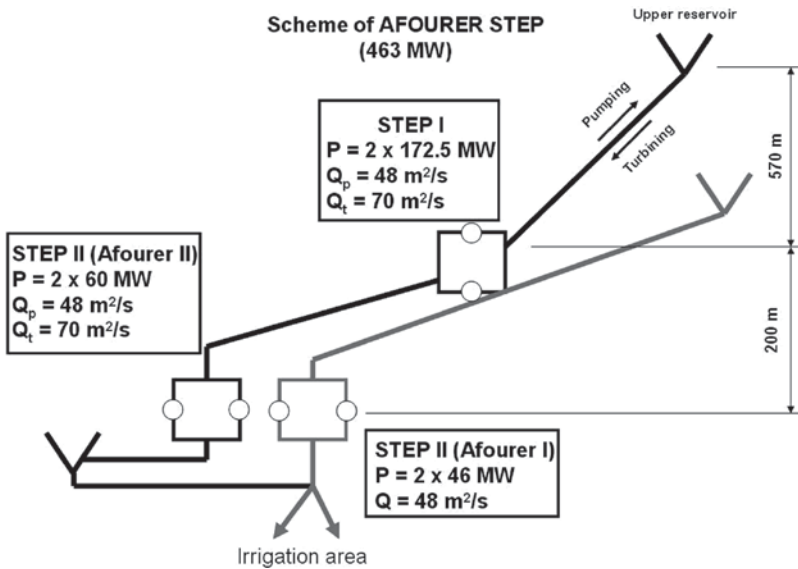 Scheme of AFOURER STEP
(463 MW)
Upper reservoir
Pumping
Turbining
570 m
STEP I
P = 2 x 172.5 MW
Qp = 48 m²/s
Qt = 70 m²/s
STEP II (Afourer II)
P = 2 x 60 MW
Qp = 48 m²/s
Qt = 70 m²/s
200 m
STEP II (Afourer I)
P = 2 x 46 MW
Q = 48 m²/s
Irrigation area